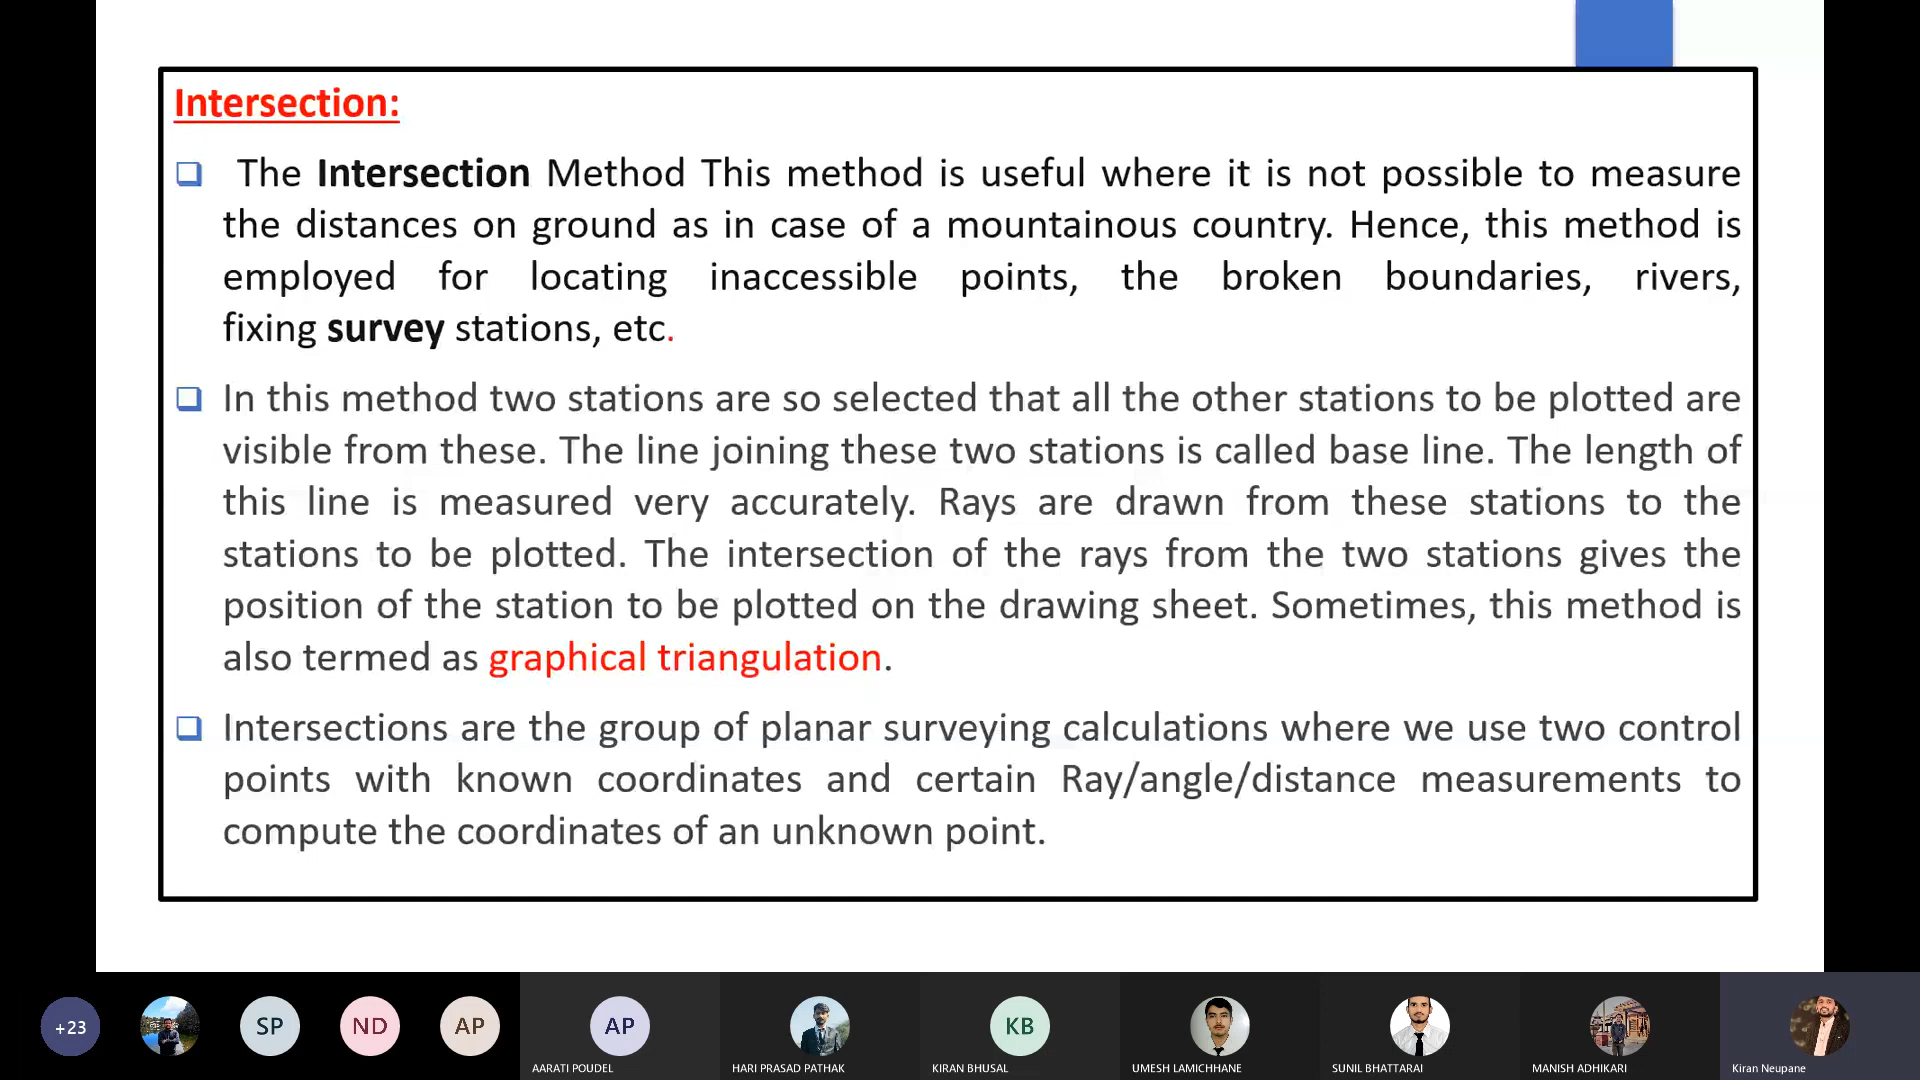 Intersection:
The Intersection Method This method is useful where it is not possible to measure
the distances on ground as in case of a mountainous country. Hence, this method is
employed for locating inaccessible points, the broken boundaries, rivers,
fixing survey stations, etc.
In this method two stations are so selected that all the other stations to be plotted are
visible from these. The line joining these two stations is called base line. The length of
this line is measured very accurately. Rays are drawn from these stations to the
stations to be plotted. The intersection of the rays from the two stations gives the
position of the station to be plotted on the drawing sheet. Sometimes, this method is
also termed as graphical triangulation.
Intersections are the group of planar surveying calculations where we use two control
points with known coordinates and certain Ray/angle/distance measurements to
compute the coordinates of an unknown point.
+23
SP
ND
AP
AP
KB
AARATI POUDEL
HARI PRASAD PATHAK
KIRAN BHUSAL
UMESH LAMICHHANE
SUNIL BHATTARAI
MANISH ADHIKARI
Kiran Neupane